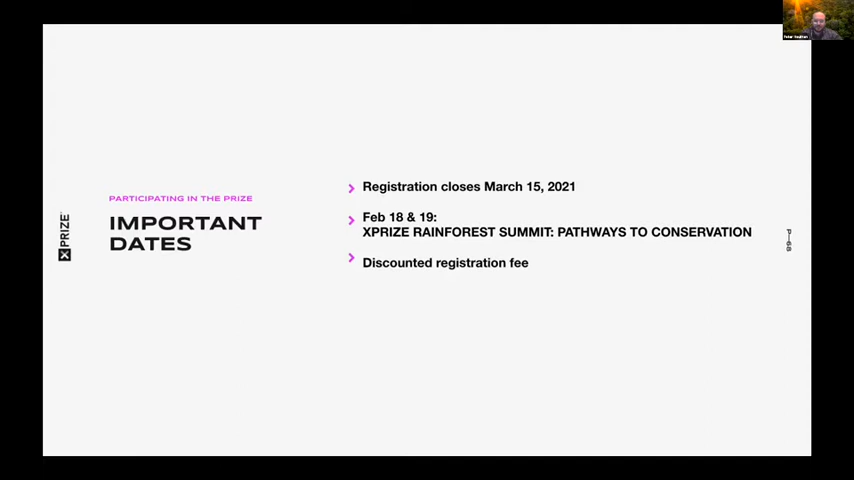 PARTICIPATING IN THE PRIZE
IMPORTANT
DATES
XPRIZE
Registration closes March 15, 2021
Feb 18 & 19:
XPRIZE RAINFOREST SUMMIT: PATHWAYS TO CONSERVATION
Discounted registration fee
P—68